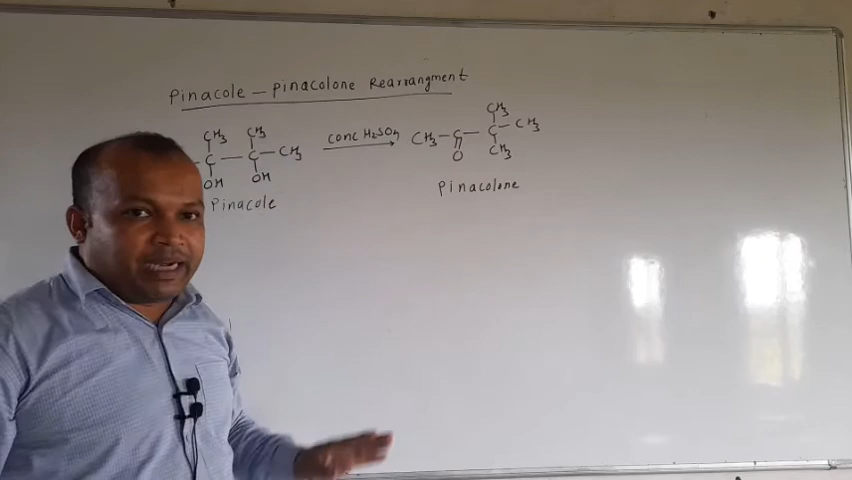 Pinacole – Pinacolone Rearrangment
CH3 CH3
– C – C – CH3
OH OH
Pinacole
conc H2SO4
CH3
CH3 – C – C – CH3
O CH3
Pinacolone